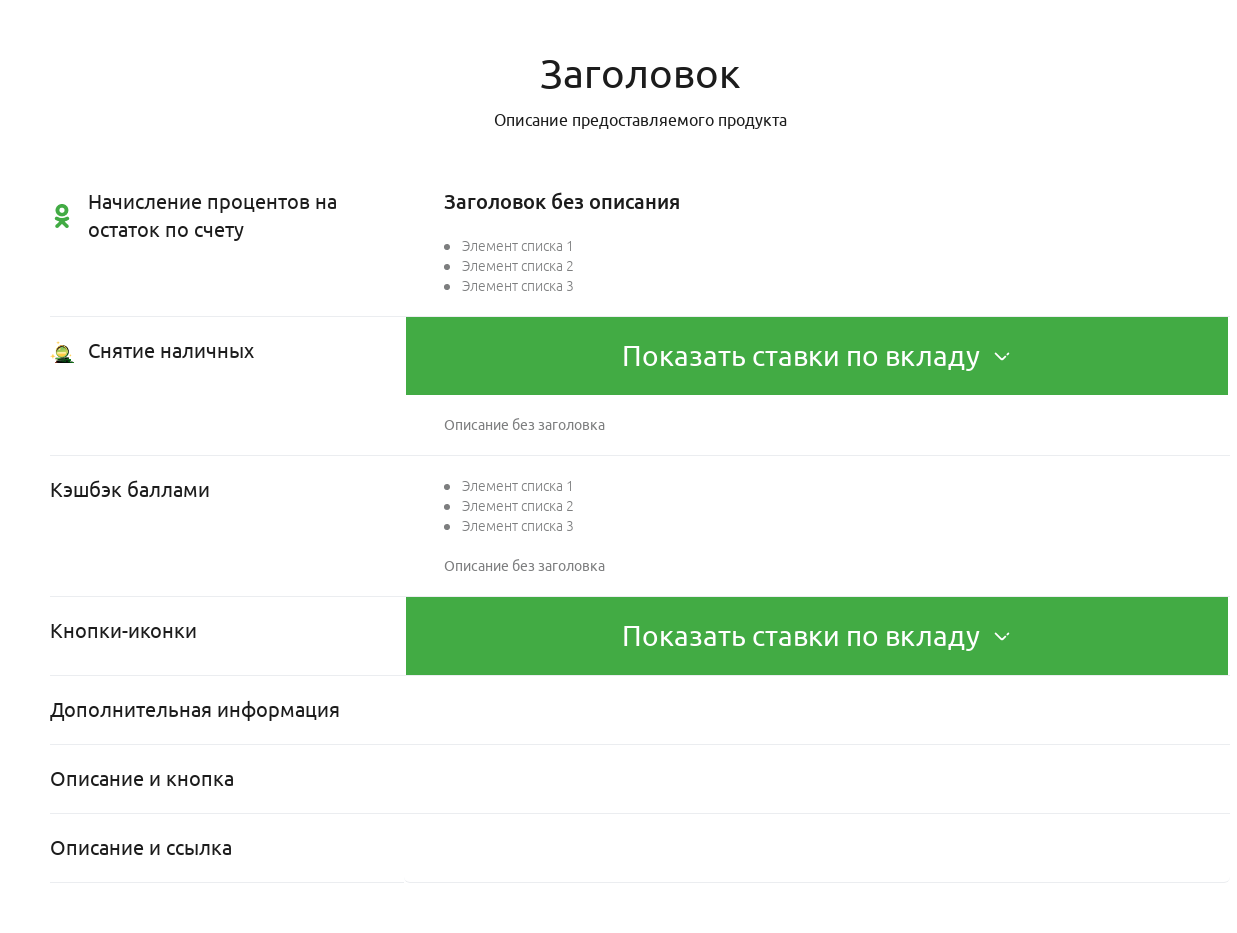 Заголовок
Описание предоставляемого продукта
Начисление процентов на
остаток по счету
Заголовок без описания
Элемент списка 1
Элемент списка 2
Элемент списка 3
Снятие наличных
Показать ставки по вкладу
Описание без заголовка
Кэшбэк баллами
Элемент списка 1
Элемент списка 2
Элемент списка 3
Описание без заголовка
Кнопки-иконки
Показать ставки по вкладу
Дополнительная информация
Описание и кнопка
Описание и ссылка